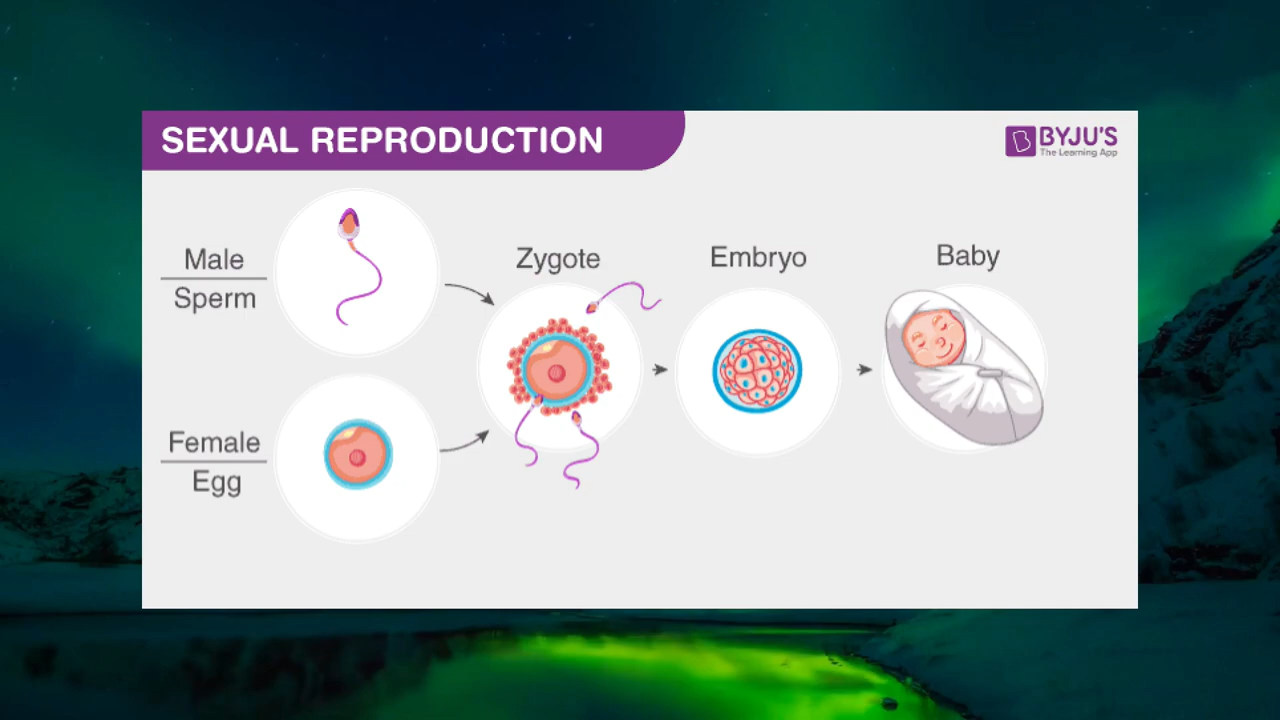 SEXUAL REPRODUCTION
BYJU'S
The Learning App
Male
Sperm
Zygote
Embryo
Baby
Female
Egg